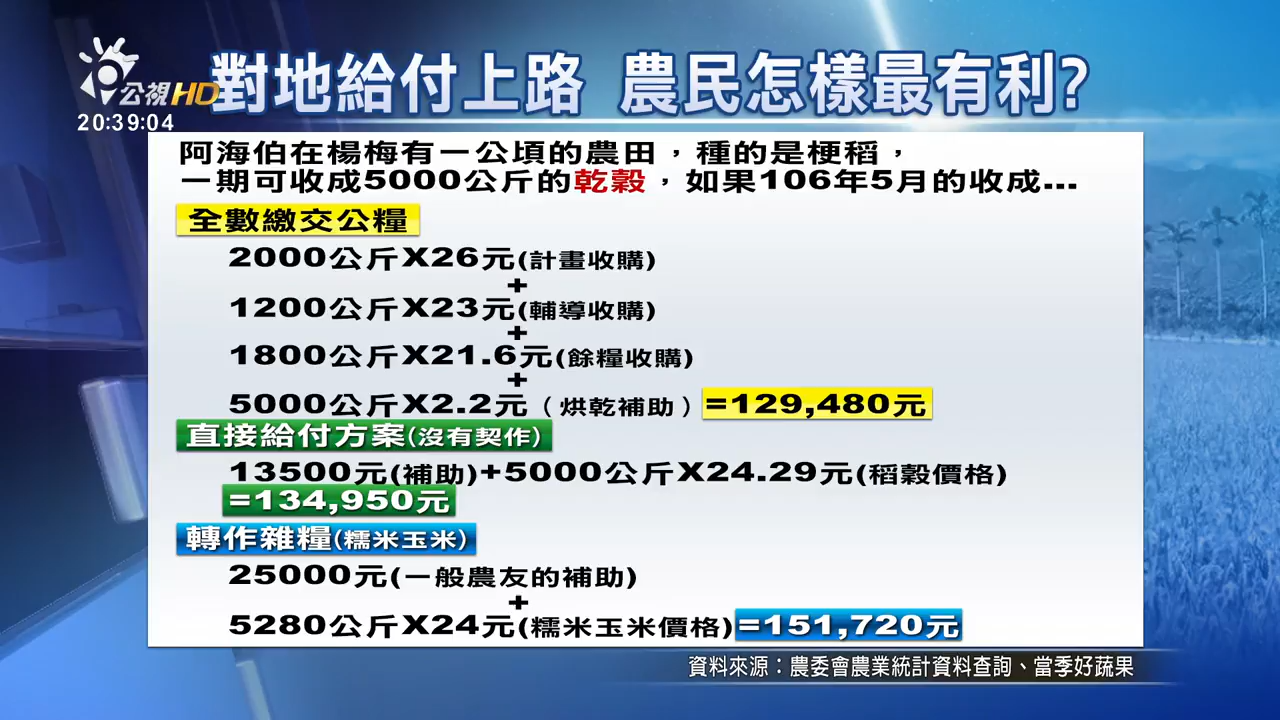 對地給付上路 農民怎樣最有利?
公視HD
20:39:04
阿海伯在楊梅有一公頃的農田，種的是梗稻，
一期可收成5000公斤的乾穀，如果106年5月的收成...
全數繳交公糧
2000公斤X26元(計畫收購)
+
1200公斤X23元(輔導收購)
+
1800公斤X21.6元(餘糧收購)
+
5000公斤X2.2元（烘乾補助）=129,480元
直接給付方案(沒有契作)
13500元(補助)+5000公斤X24.29元(稻穀價格)
=134,950元
轉作雜糧(糯米玉米)
25000元(一般農友的補助)
+
5280公斤X24元(糯米玉米價格)=151,720元
資料來源：農委會農業統計資料查詢、當季好蔬果